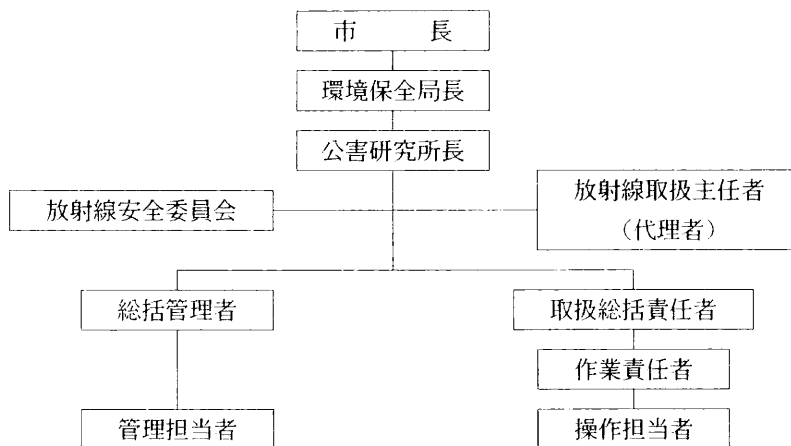 市　　長
環境保全局長
公害研究所長
放射線安全委員会
放射線取扱主任者
（代理者）
総括管理者
取扱総括責任者
作業責任者
管理担当者
操作担当者